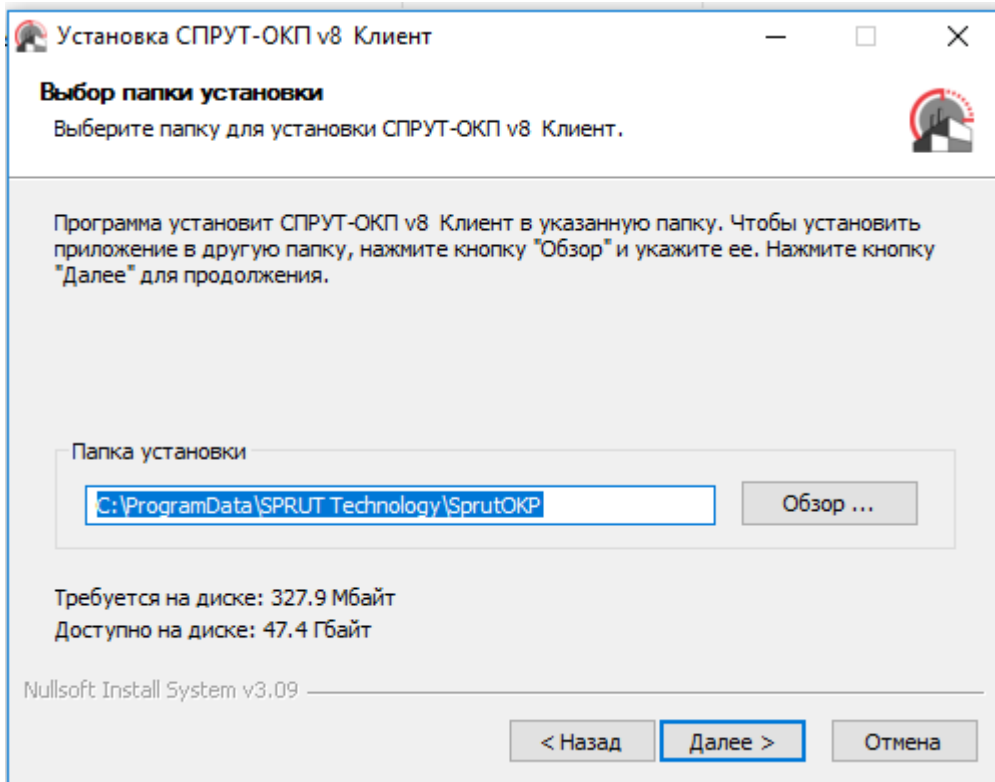 Установка СПРУТ-ОКП v8 Клиент
Выбор папки установки
Выберите папку для установки СПРУТ-ОКП v8 Клиент.
Программа установит СПРУТ-ОКП v8 Клиент в указанную папку. Чтобы установить
приложение в другую папку, нажмите кнопку "Обзор" и укажите ее. Нажмите кнопку
"Далее" для продолжения.
Папка установки
C:\ProgramData\SPRUT Technology\SprutOKP
Обзор ...
Требуется на диске: 327.9 Мбайт
Доступно на диске: 47.4 Гбайт
Nullsoft Install System v3.09
< Назад
Далее >
Отмена